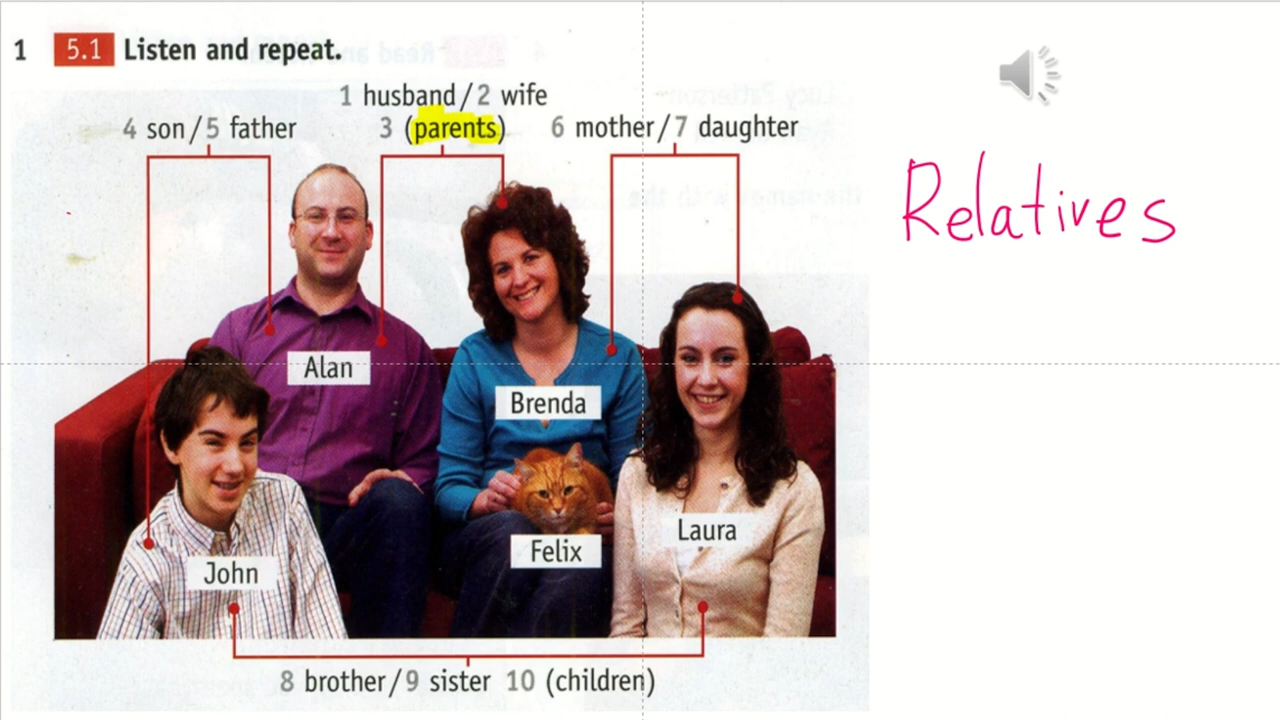 1 5.1 Listen and repeat.
1 husband / 2 wife
4 son / 5 father 3 (parents) 6 mother / 7 daughter
Relatives
Alan
Brenda
Laura
Felix
John
8 brother / 9 sister 10 (children)